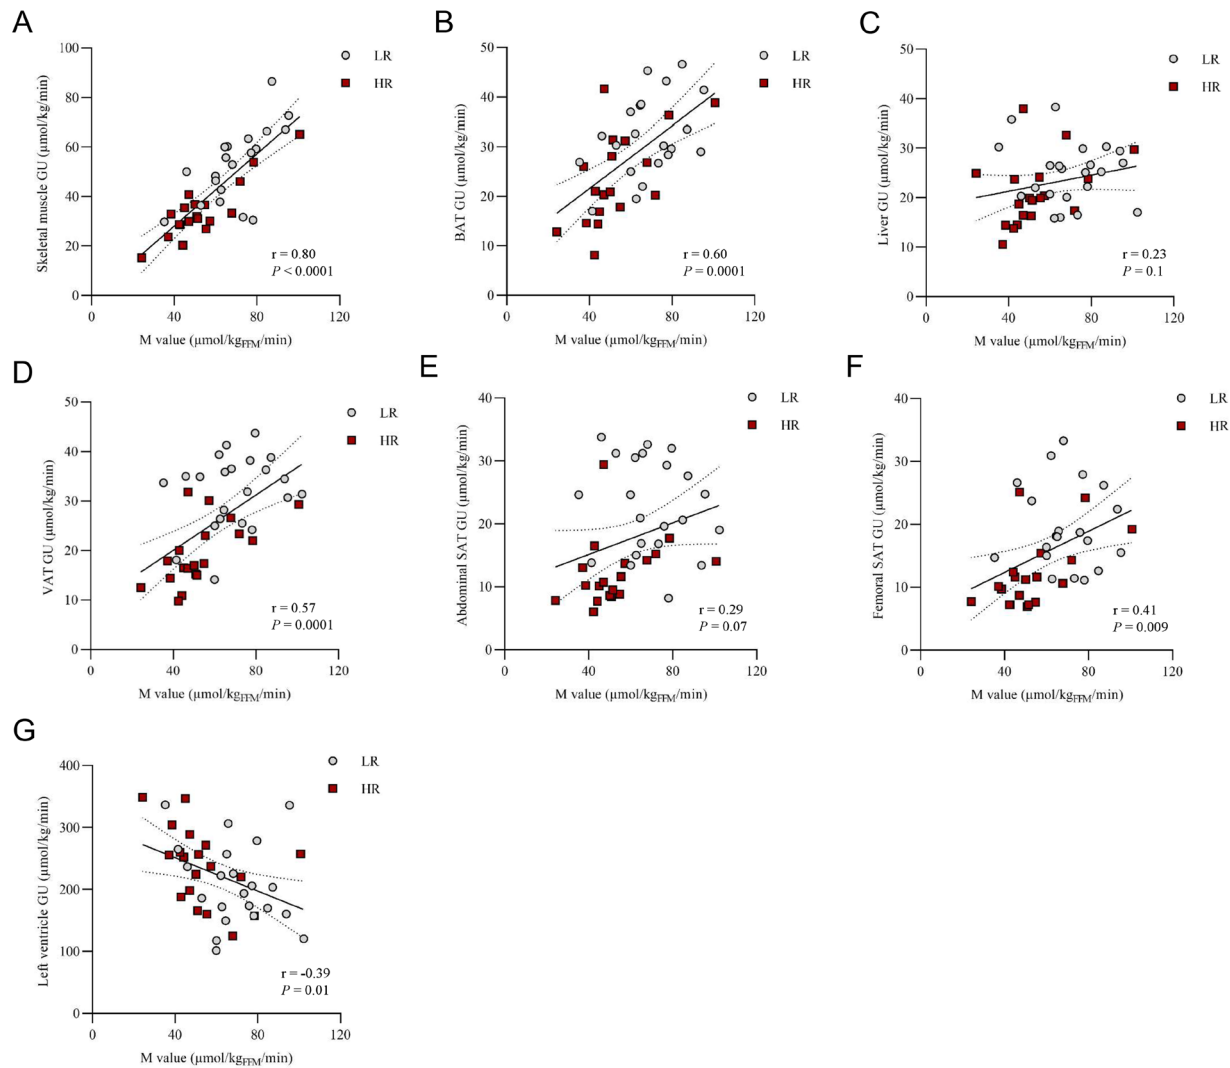 A
Skeletal muscle GU (µmol/kg/min)
100
80
60
40
20
0
0 40 80 120
M value (µmol/kgFFM/min)
LR
HR
r = 0.80
P < 0.0001
B
BAT GU (µmol/kg/min)
50
40
30
20
10
0
0 40 80 120
M value (µmol/kgFFM/min)
LR
HR
r = 0.60
P = 0.0001
C
Liver GU (µmol/kg/min)
50
40
30
20
10
0
0 40 80 120
M value (µmol/kgFFM/min)
LR
HR
r = 0.23
P = 0.1
D
VAT GU (µmol/kg/min)
50
40
30
20
10
0
0 40 80 120
M value (µmol/kgFFM/min)
LR
HR
r = 0.57
P = 0.0001
E
Abdominal SAT GU (µmol/kg/min)
40
30
20
10
0
0 40 80 120
M value (µmol/kgFFM/min)
LR
HR
r = 0.29
P = 0.07
F
Femoral SAT GU (µmol/kg/min)
40
30
20
10
0
0 40 80 120
M value (µmol/kgFFM/min)
LR
HR
r = 0.41
P = 0.009
G
Left ventricle GU (µmol/kg/min)
400
300
200
100
0
0 40 80 120
M value (µmol/kgFFM/min)
LR
HR
r = -0.39
P = 0.01